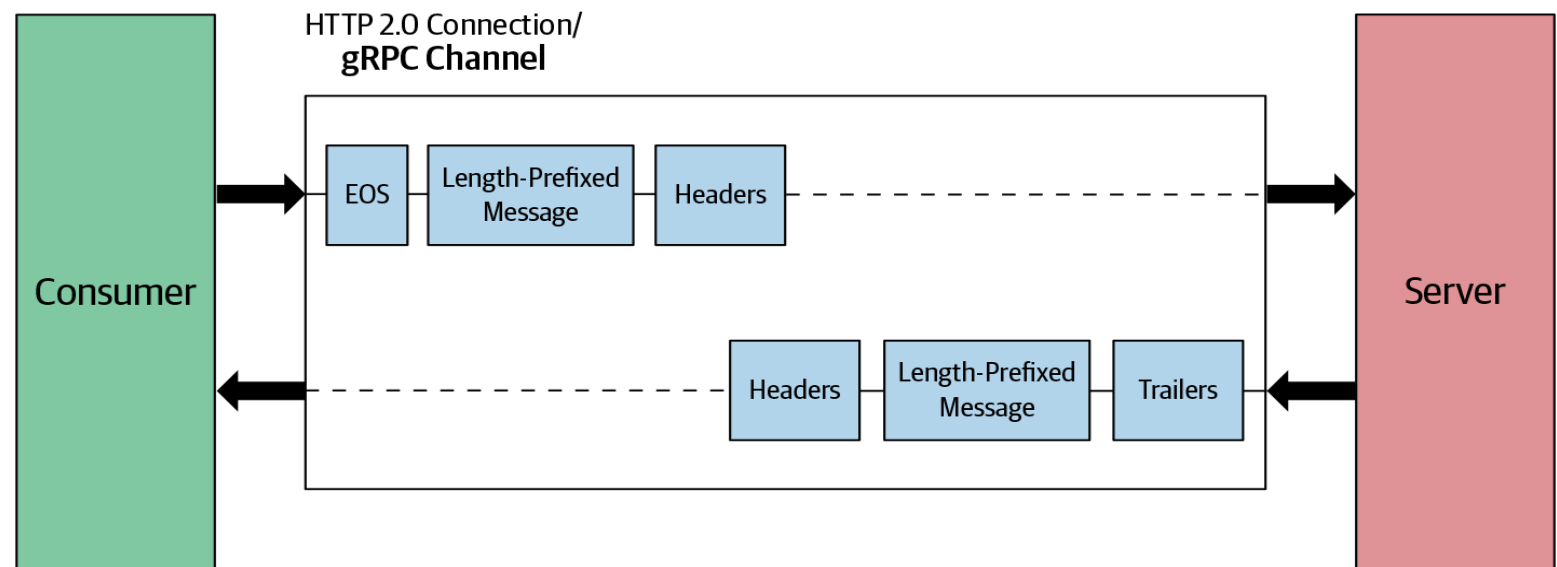 HTTP 2.0 Connection/
gRPC Channel
EOS
Length-Prefixed
Message
Headers
Consumer
Server
Headers
Length-Prefixed
Message
Trailers